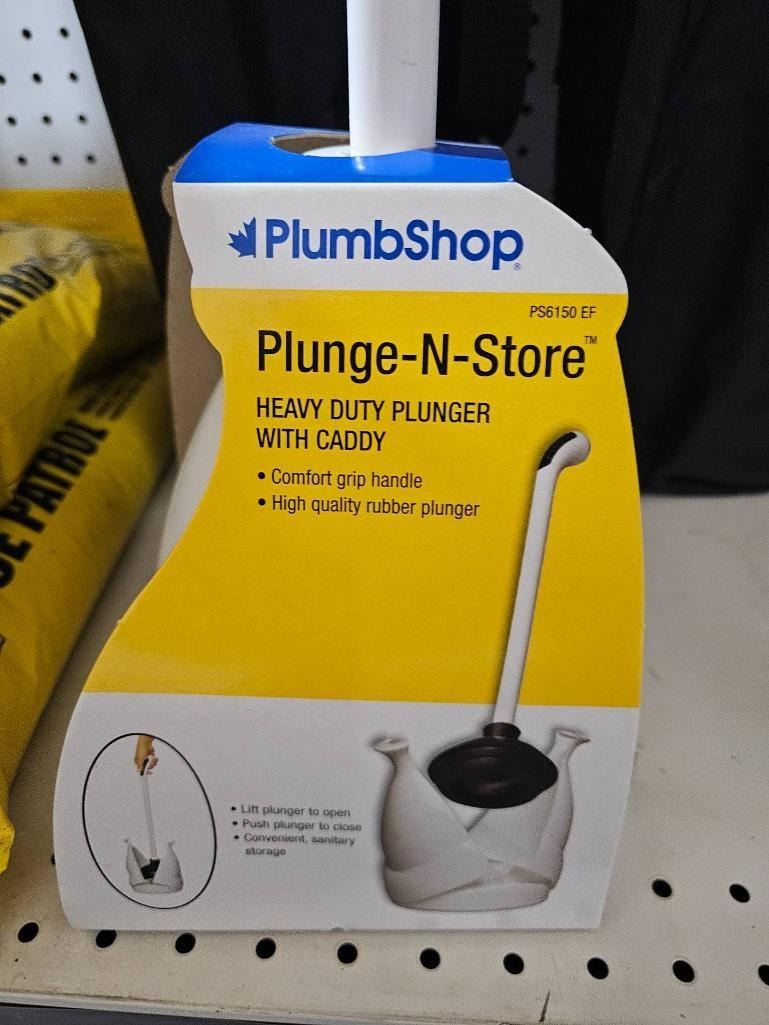 PlumbShop®
PS6150 EF
Plunge-N-Store™
HEAVY DUTY PLUNGER
WITH CADDY
• Comfort grip handle
• High quality rubber plunger
• Lift plunger to open
• Push plunger to close
• Convenient, sanitary
storage
PATROL